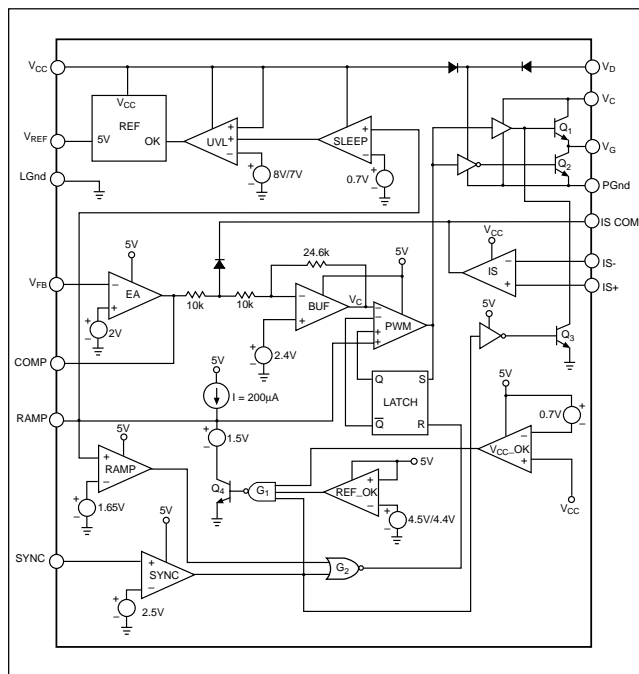 VCC
VREF
LGnd
VFB
COMP
RAMP
SYNC
VD
VC
VG
PGnd
IS COM
IS-
IS+
VCC
REF
5V
OK
UVL
+
+
−
8V/7V
+
−
SLEEP
+
−
0.7V
+
−
Q1
Q2
5V
−
EA
+
+
−
2V
10k
10k
24.6k
−
BUF
+
VC
+
−
2.4V
5V
−
−
+
+
PWM
VCC
IS
−
+
5V
Q3
5V
I = 200µA
+
−
1.5V
Q
S
LATCH
Q̅
R
5V
VCC_OK
−
+
0.7V
+
−
VCC
5V
+
RAMP
−
+
−
1.65V
Q4
G1
REF_OK
+
−
5V
+
−
4.5V/4.4V
5V
+
SYNC
−
+
−
2.5V
G2